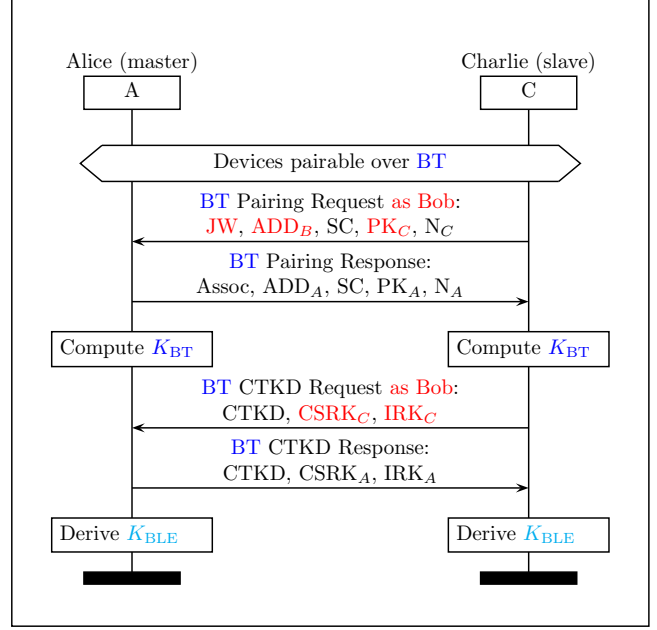 Alice (master)
Charlie (slave)
A
C
Devices pairable over BT
BT Pairing Request as Bob:
JW, ADD_B, SC, PK_C, N_C
BT Pairing Response:
Assoc, ADD_A, SC, PK_A, N_A
Compute K_BT
Compute K_BT
BT CTKD Request as Bob:
CTKD, CSRK_C, IRK_C
BT CTKD Response:
CTKD, CSRK_A, IRK_A
Derive K_BLE
Derive K_BLE